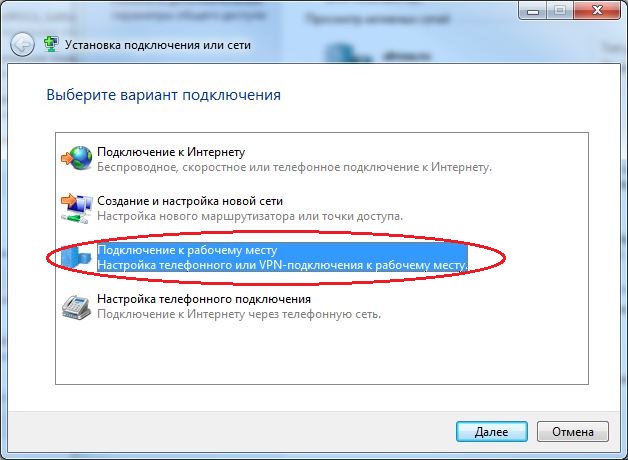 Установка подключения или сети
Выберите вариант подключения
Подключение к Интернету
Беспроводное, скоростное или телефонное подключение к Интернету.
Создание и настройка новой сети
Настройка нового маршрутизатора или точки доступа.
Подключение к рабочему месту
Настройка телефонного или VPN-подключения к рабочему месту.
Настройка телефонного подключения
Подключение к Интернету через телефонную сеть.
Далее
Отмена